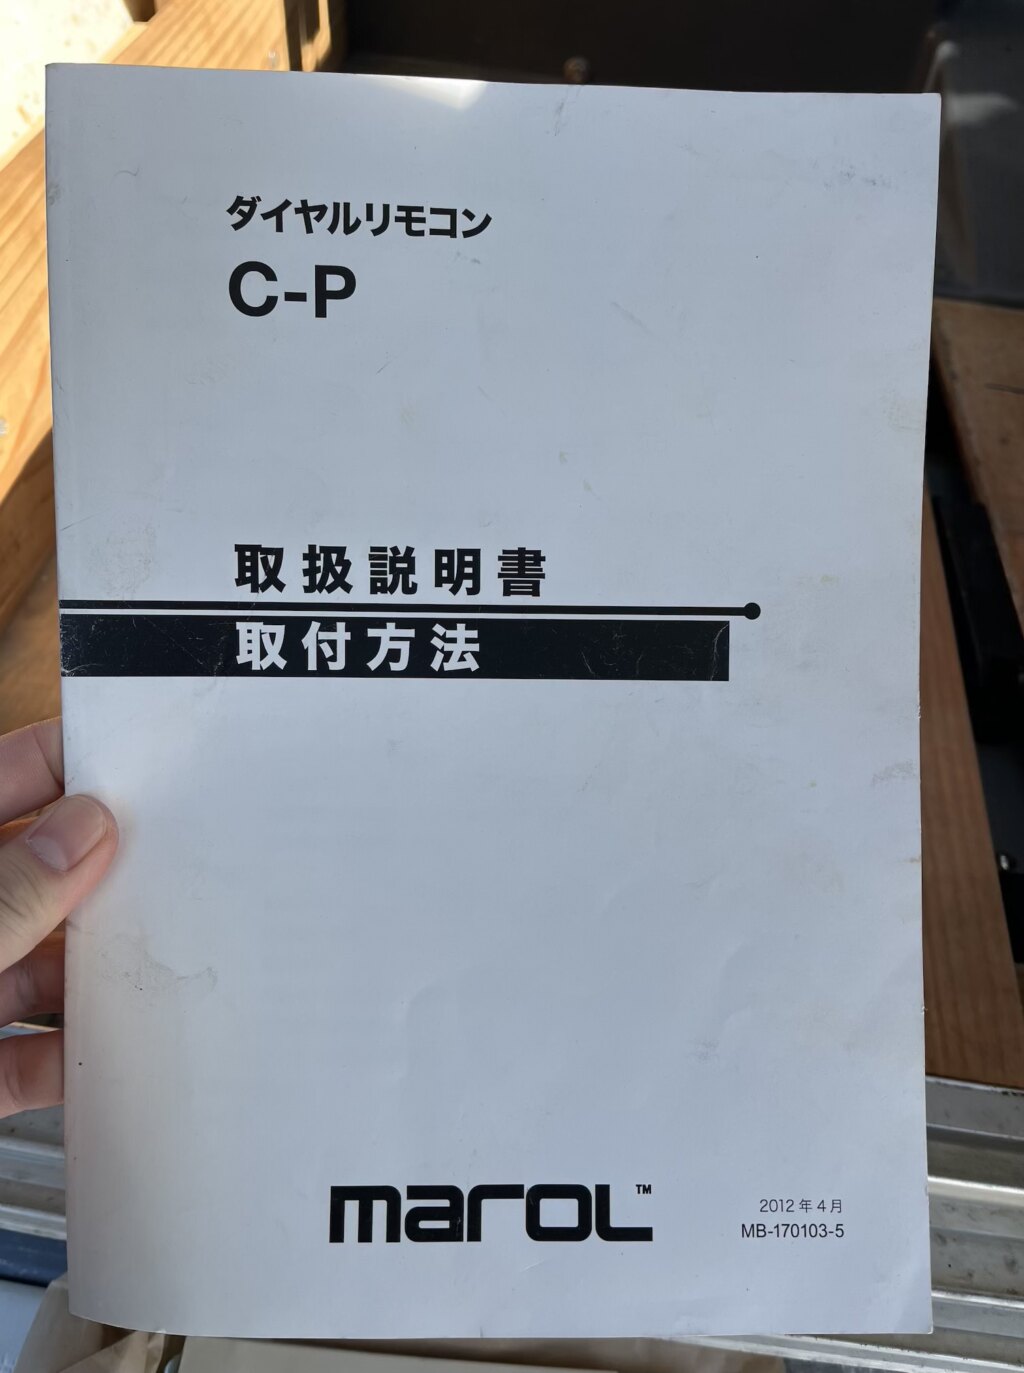 ダイヤルリモコン
C-P
取扱説明書
取付方法
marol™
2012年4月
MB-170103-5